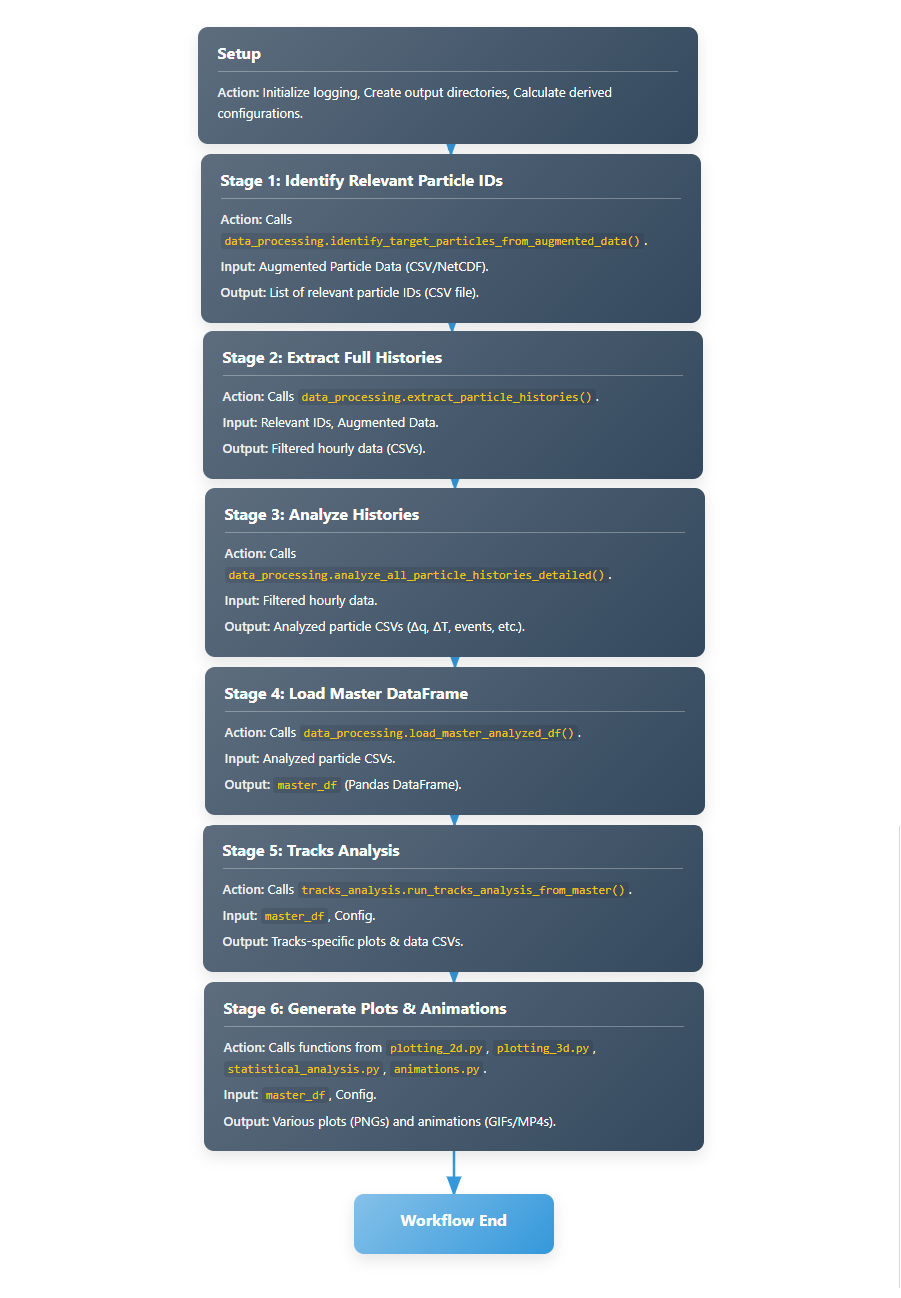 Setup
Action: Initialize logging, Create output directories, Calculate derived
configurations.
Stage 1: Identify Relevant Particle IDs
Action: Calls
data_processing.identify_target_particles_from_augmented_data() .
Input: Augmented Particle Data (CSV/NetCDF).
Output: List of relevant particle IDs (CSV file).
Stage 2: Extract Full Histories
Action: Calls data_processing.extract_particle_histories() .
Input: Relevant IDs, Augmented Data.
Output: Filtered hourly data (CSVs).
Stage 3: Analyze Histories
Action: Calls
data_processing.analyze_all_particle_histories_detailed() .
Input: Filtered hourly data.
Output: Analyzed particle CSVs (Δq, ΔT, events, etc.).
Stage 4: Load Master DataFrame
Action: Calls data_processing.load_master_analyzed_df() .
Input: Analyzed particle CSVs.
Output: master_df (Pandas DataFrame).
Stage 5: Tracks Analysis
Action: Calls tracks_analysis.run_tracks_analysis_from_master() .
Input: master_df , Config.
Output: Tracks-specific plots & data CSVs.
Stage 6: Generate Plots & Animations
Action: Calls functions from plotting_2d.py , plotting_3d.py ,
statistical_analysis.py , animations.py .
Input: master_df , Config.
Output: Various plots (PNGs) and animations (GIFs/MP4s).
Workflow End